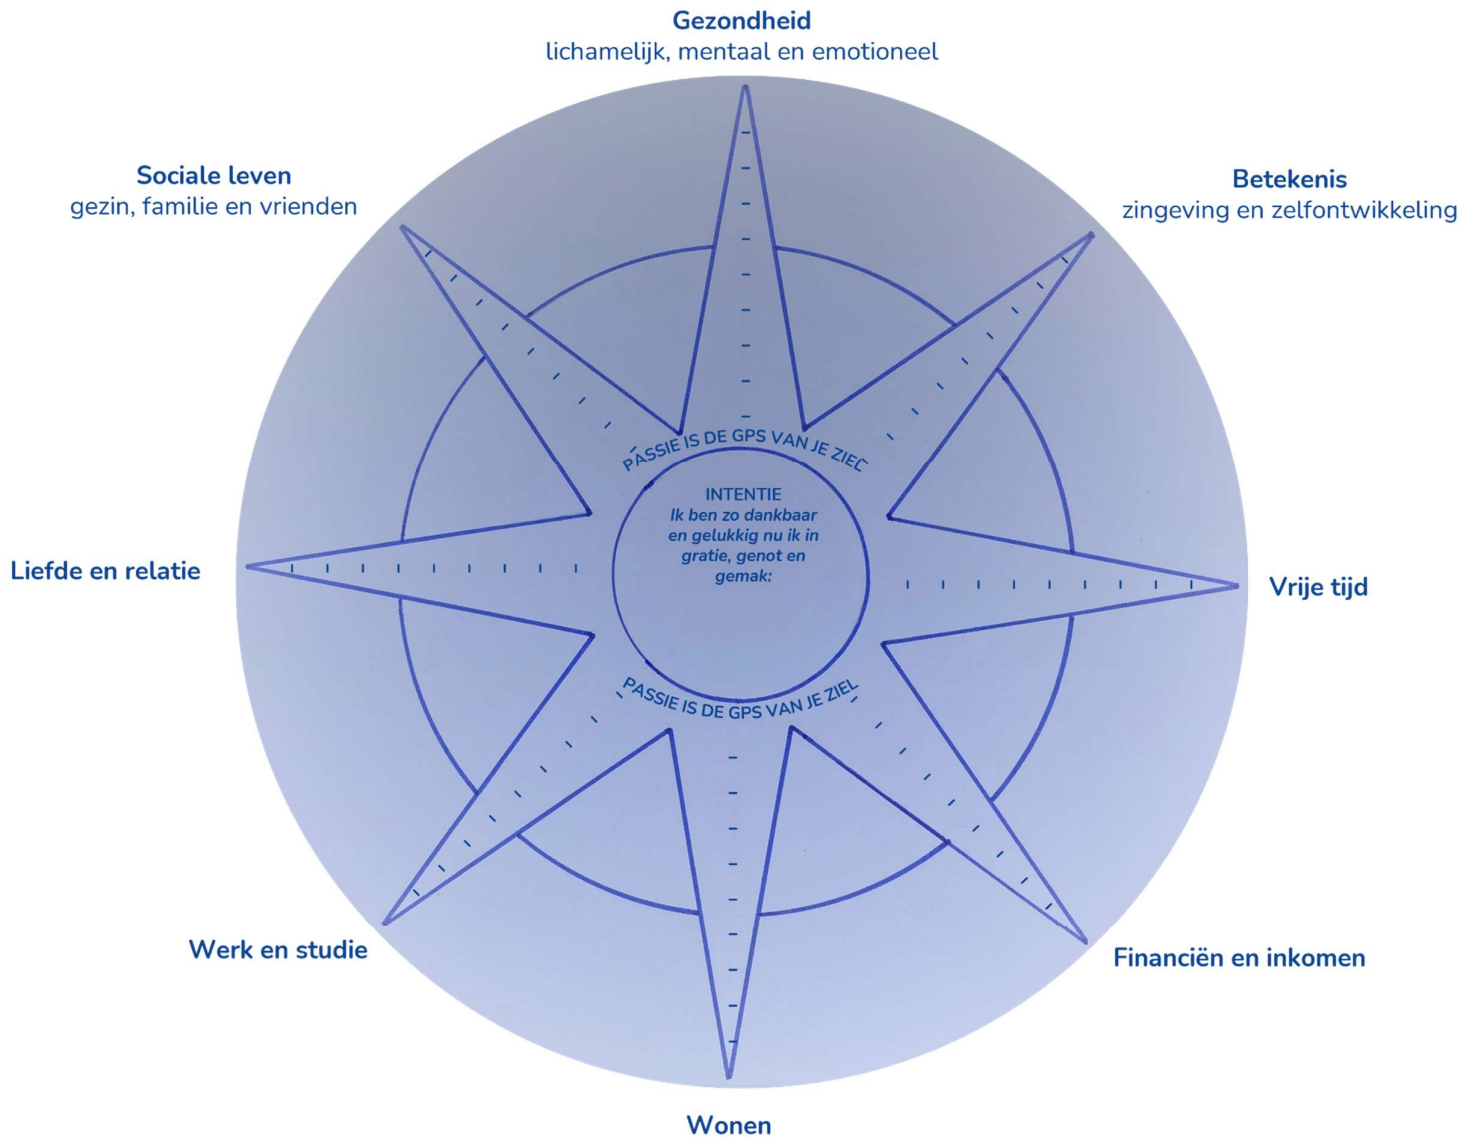 Gezondheid
lichamelijk, mentaal en emotioneel
Sociale leven
gezin, familie en vrienden
Betekenis
zingeving en zelfontwikkeling
PASSIE IS DE GPS VAN JE ZIEL
INTENTIE
Ik ben zo dankbaar
en gelukkig nu ik in
gratie, genot en
gemak:
Liefde en relatie
Vrije tijd
PASSIE IS DE GPS VAN JE ZIEL
Werk en studie
Financiën en inkomen
Wonen